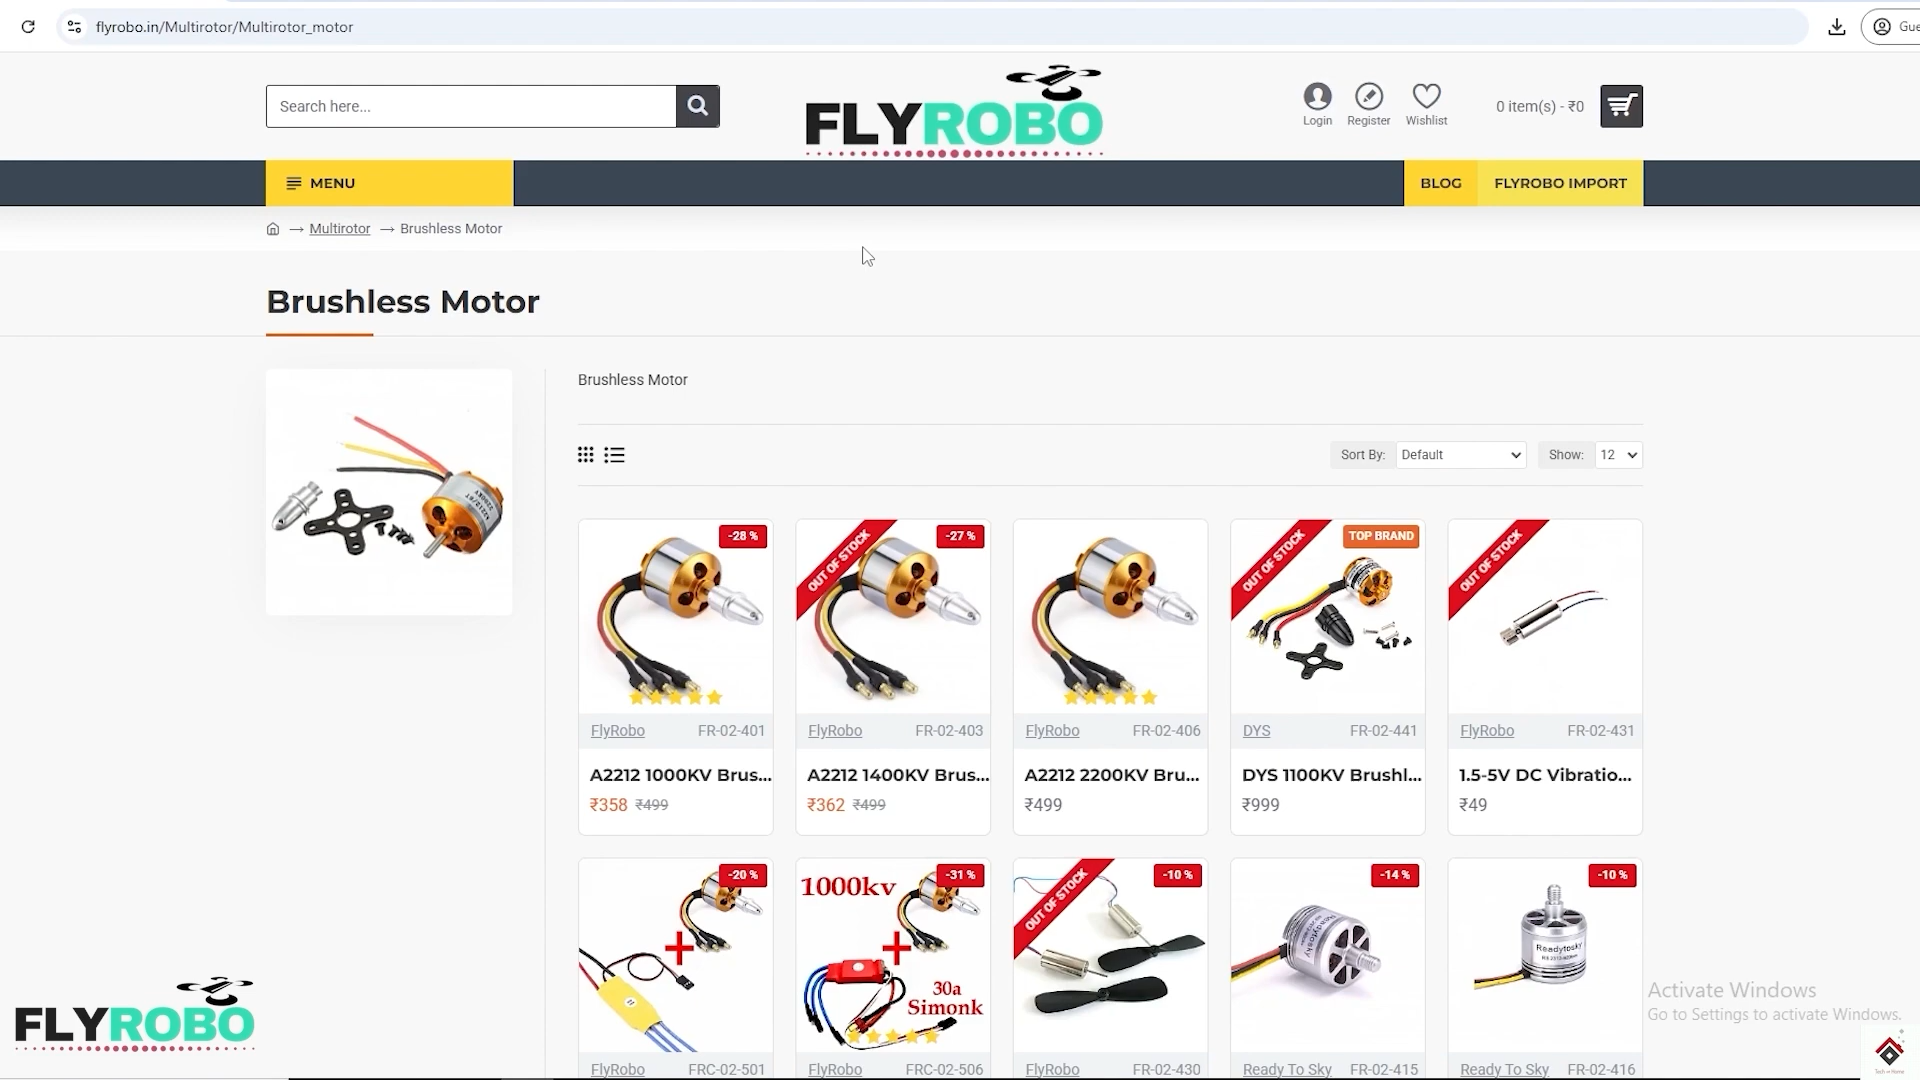 flyrobo.in/Multirotor/Multirotor_motor
Gue
Search here...
FLYROBO
Login
Register
Wishlist
0 item(s) - ₹0
MENU
BLOG
FLYROBO IMPORT
Multirotor
Brushless Motor
Brushless Motor
Brushless Motor
Sort By:
Default
Show:
12
-28 %
OUT OF STOCK
-27 %
OUT OF STOCK
TOP BRAND
OUT OF STOCK
FlyRobo FR-02-401
FlyRobo FR-02-403
FlyRobo FR-02-406
DYS FR-02-441
FlyRobo FR-02-431
A2212 1000KV Brus...
A2212 1400KV Brus...
A2212 2200KV Bru...
DYS 1100KV Brushl...
1.5-5V DC Vibratio...
₹358 ₹499
₹362 ₹499
₹499
₹999
₹49
-20 %
1000kv
-31 %
30a
Simonk
OUT OF STOCK
-10 %
-14 %
Readytosky
-10 %
Readytosky
FlyRobo FRC-02-501
FlyRobo FRC-02-506
FlyRobo FR-02-430
Ready To Sky FR-02-415
Ready To Sky FR-02-416
FLYROBO
Activate Windows
Go to Settings to activate Windows.